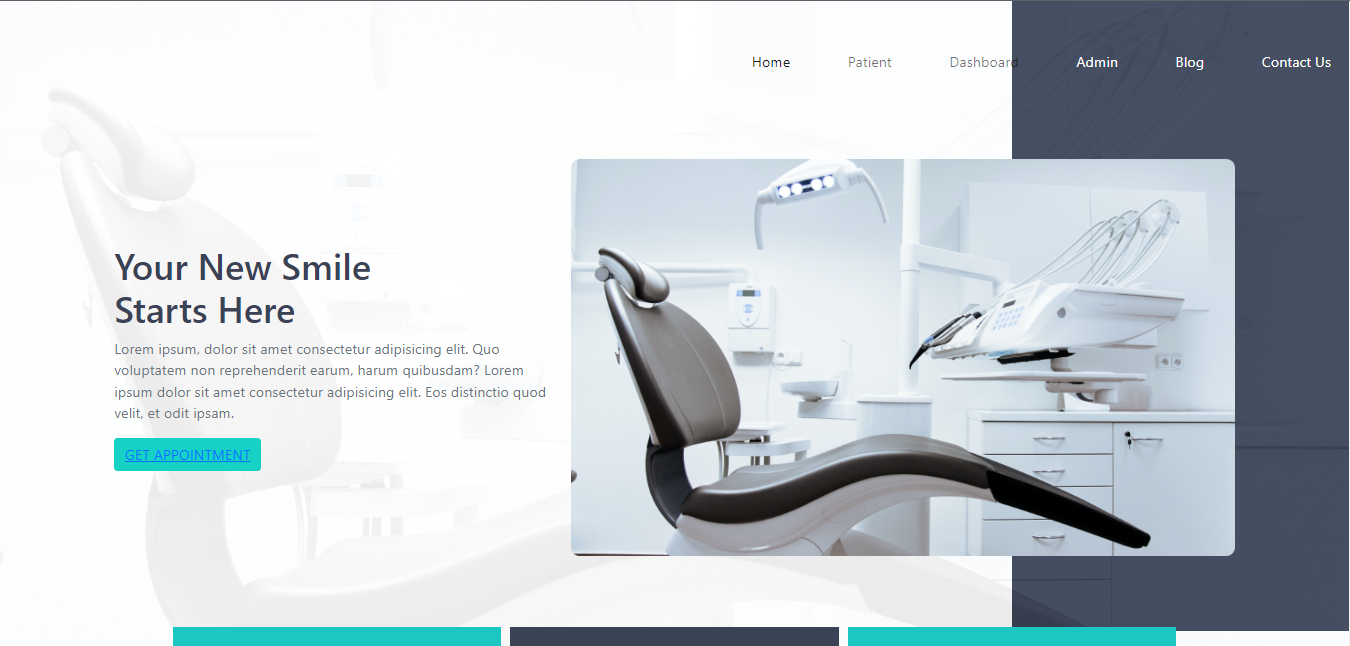 Home Patient Dashboard Admin Blog Contact Us
Your New Smile
Starts Here
Lorem ipsum, dolor sit amet consectetur adipisicing elit. Quo
voluptatem non reprehenderit earum, harum quibusdam? Lorem
ipsum dolor sit amet consectetur adipisicing elit. Eos distinctio quod
velit, et odit ipsam.
GET APPOINTMENT